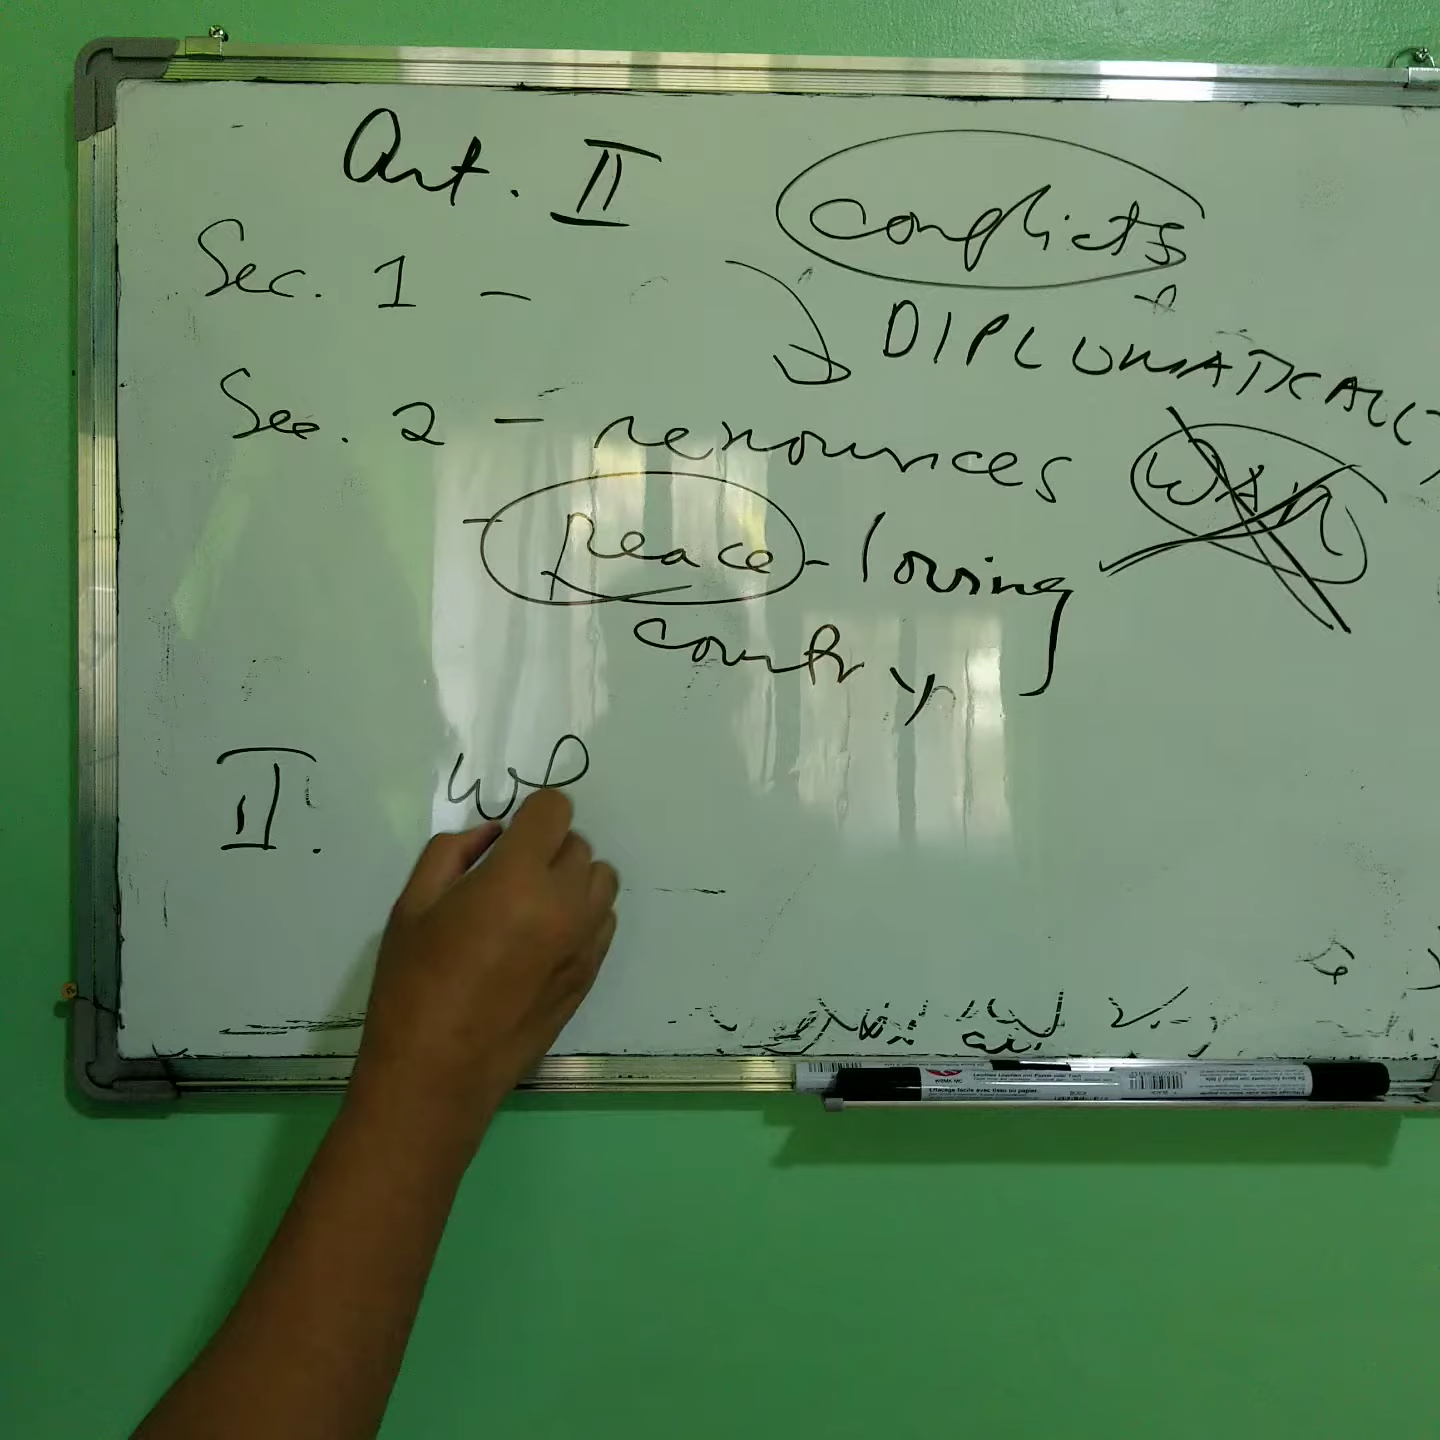 Art. II
conflicts
Sec. 1 -
DIPLOMATICALLY
Sec. 2 - renounces war
- peace-loving
country
II.